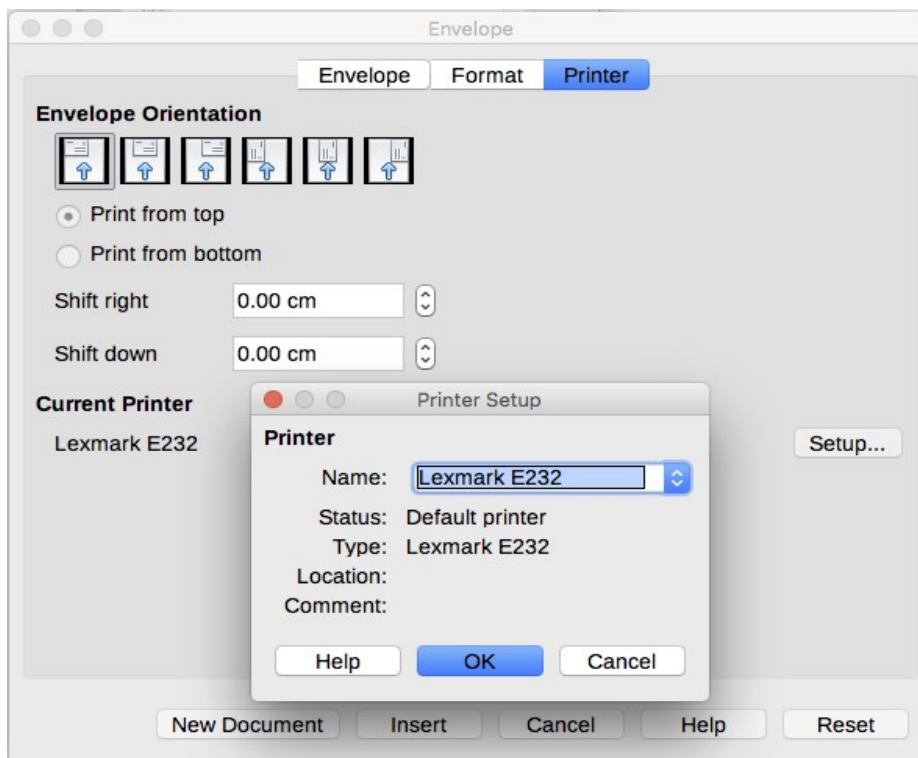 Envelope
Envelope Format Printer
Envelope Orientation
Print from top
Print from bottom
Shift right 0.00 cm
Shift down 0.00 cm
Current Printer
Lexmark E232
Setup...
Printer Setup
Printer
Name: Lexmark E232
Status: Default printer
Type: Lexmark E232
Location:
Comment:
Help OK Cancel
New Document Insert Cancel Help Reset